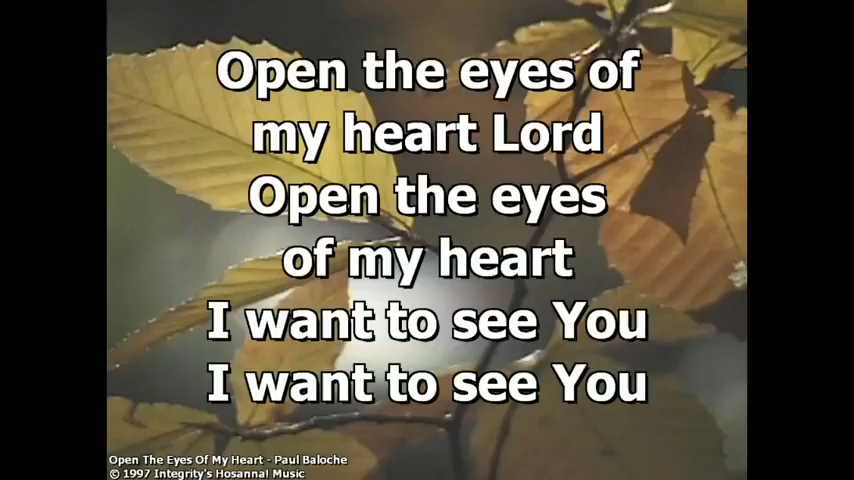 Open the eyes of
my heart Lord
Open the eyes
of my heart
I want to see You
I want to see You
Open The Eyes Of My Heart - Paul Baloche
© 1997 Integrity's Hosanna! Music